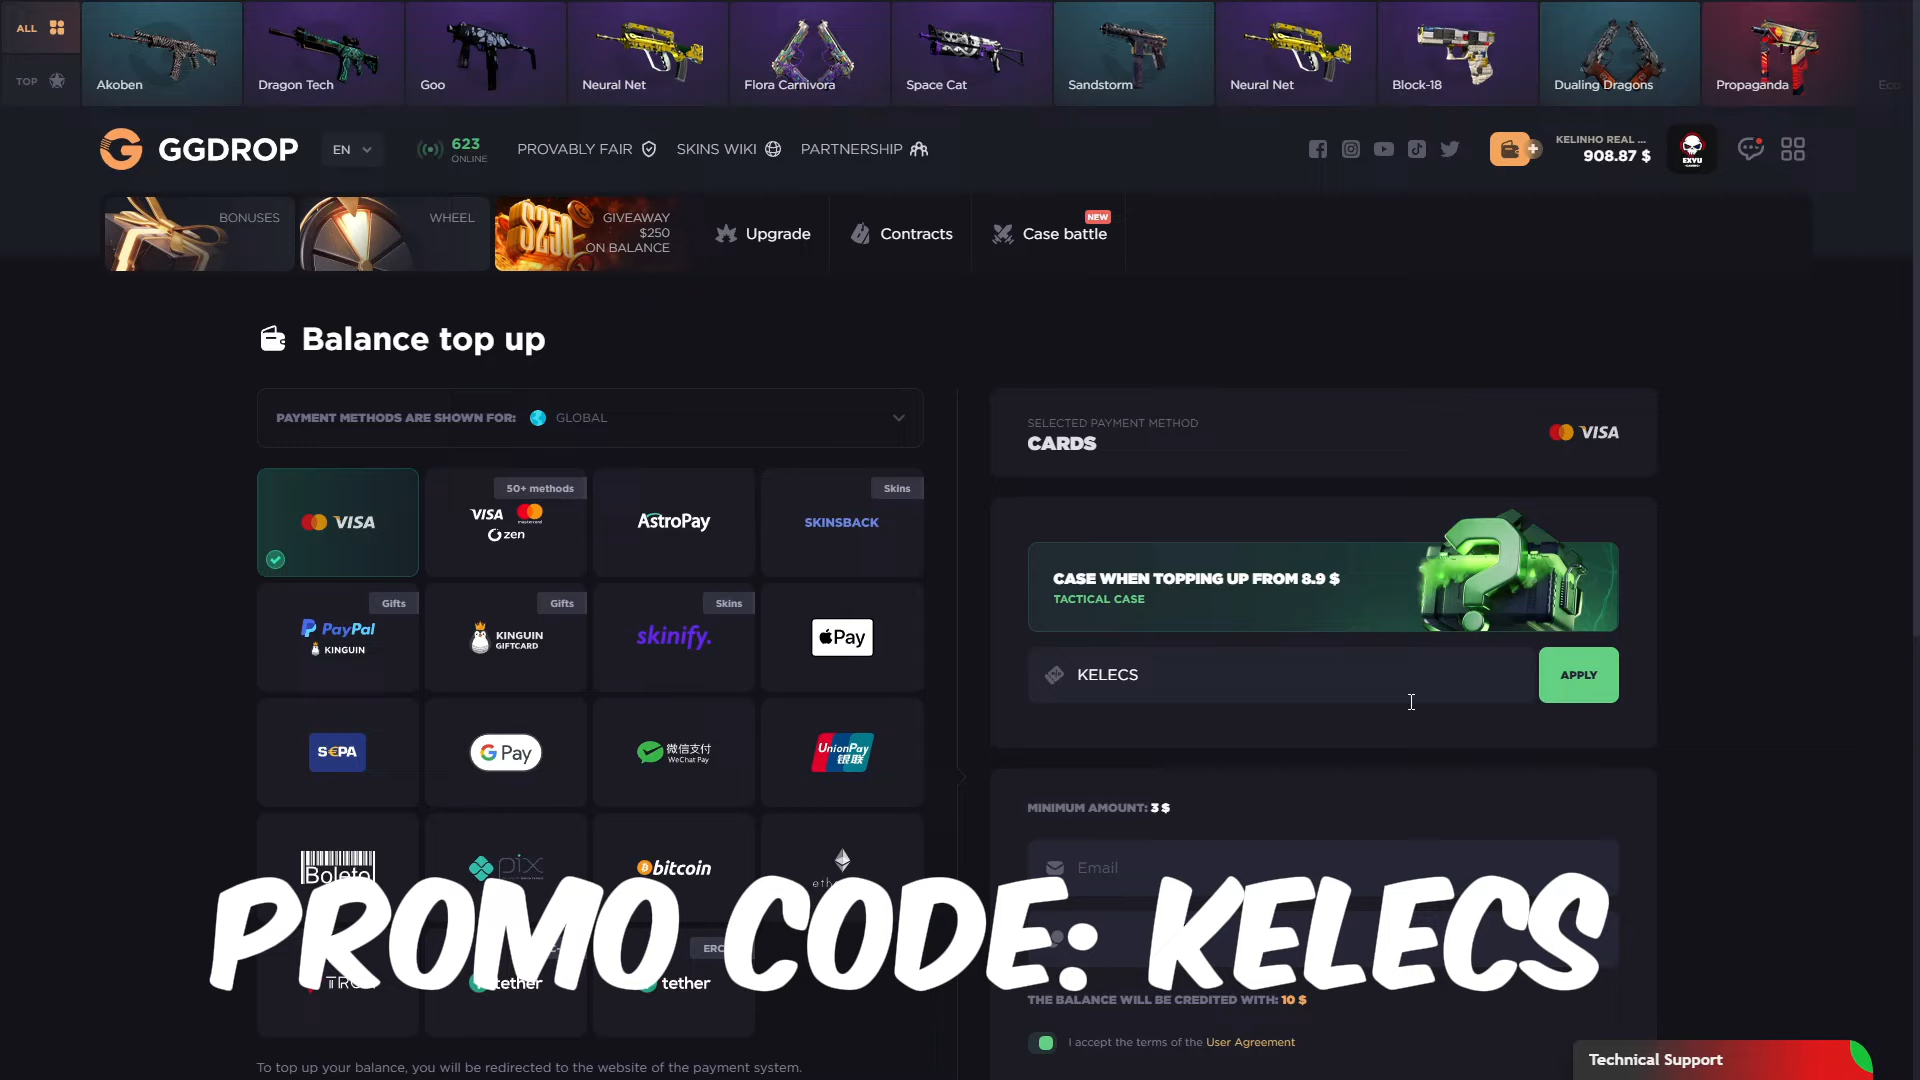 ALL
TOP
Akoben
Dragon Tech
Goo
Neural Net
Flora Carnivora
Space Cat
Sandstorm
Neural Net
Block-18
Dualing Dragons
Propaganda
GGDROP
EN
623
ONLINE
PROVABLY FAIR
SKINS WIKI
PARTNERSHIP
KELINHO REAL ...
908.87 $
EXYU
BONUSES
WHEEL
$250
GIVEAWAY
$250
ON BALANCE
Upgrade
Contracts
NEW
Case battle
Balance top up
PAYMENT METHODS ARE SHOWN FOR: GLOBAL
SELECTED PAYMENT METHOD
CARDS
VISA
VISA
50+ methods
VISA
mastercard
zen
AstroPay
Skins
SKINSBACK
CASE WHEN TOPPING UP FROM 8.9 $
TACTICAL CASE
KELECS
APPLY
Gifts
PayPal
KINGUIN
Gifts
KINGUIN
GIFTCARD
Skins
skinify.
Pay
S€PA
G Pay
微信支付
WeChat Pay
UnionPay
银联
MINIMUM AMOUNT: 3 $
Email
Boleto
pix
bitcoin
PROMO CODE: KELECS
tether
tether
THE BALANCE WILL BE CREDITED WITH: 10 $
I accept the terms of the User Agreement
To top up your balance, you will be redirected to the website of the payment system.
Technical Support